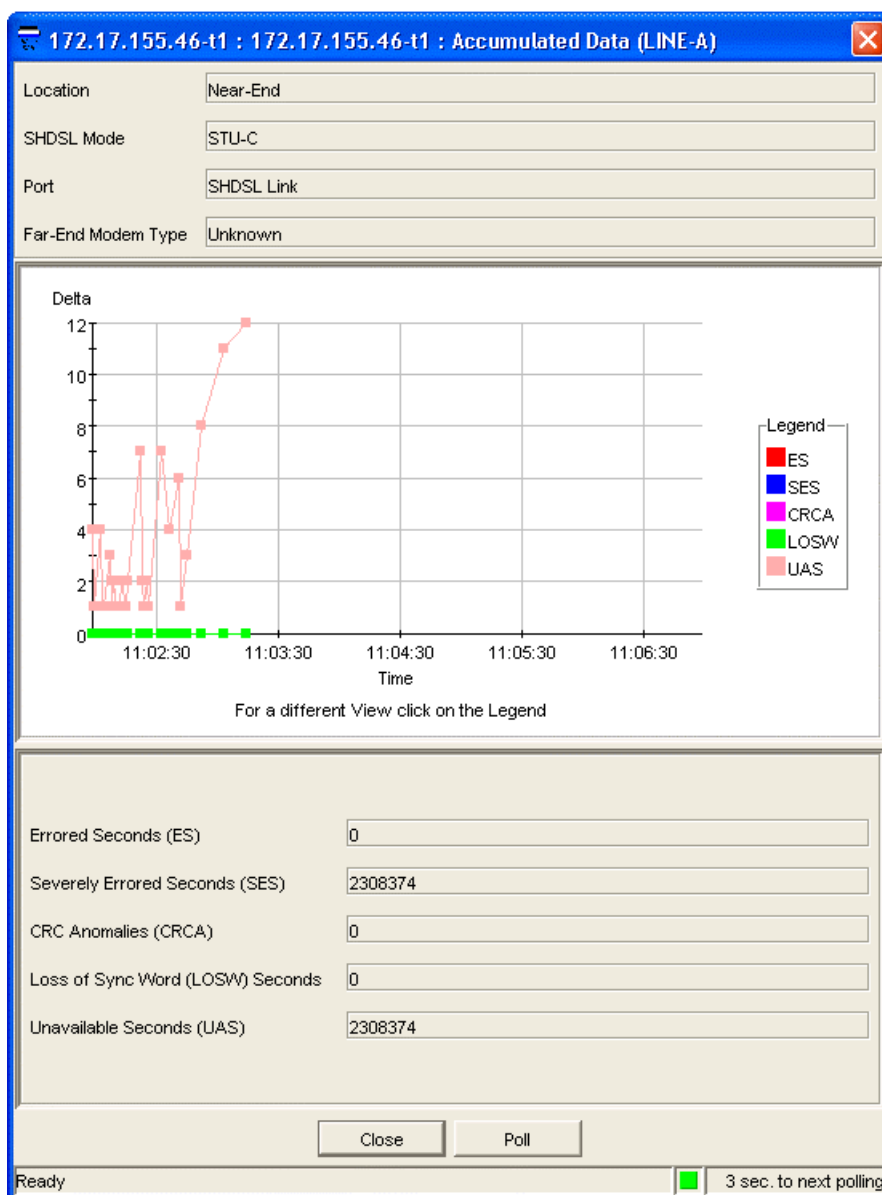 172.17.155.46-t1 : 172.17.155.46-t1 : Accumulated Data (LINE-A)
Location Near-End
SHDSL Mode STU-C
Port SHDSL Link
Far-End Modem Type Unknown
Delta
12
10
8
6
4
2
0
11:02:30 11:03:30 11:04:30 11:05:30 11:06:30
Time
For a different View click on the Legend
Legend
ES
SES
CRCA
LOSW
UAS
Errored Seconds (ES) 0
Severely Errored Seconds (SES) 2308374
CRC Anomalies (CRCA) 0
Loss of Sync Word (LOSW) Seconds 0
Unavailable Seconds (UAS) 2308374
Close Poll
Ready 3 sec. to next polling